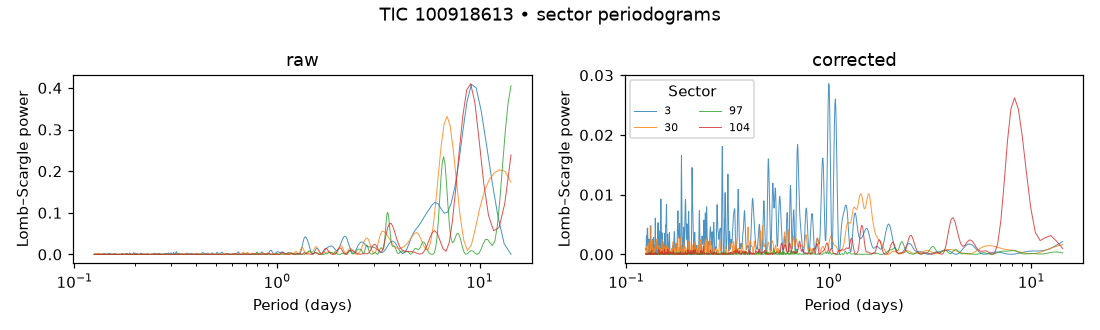 TIC 100918613 • sector periodograms
raw
Lomb–Scargle power
0.4
0.3
0.2
0.1
0.0
10⁻¹
10⁰
10¹
Period (days)
corrected
Lomb–Scargle power
0.03
0.02
0.01
0.00
Sector
3 97
30 104
10⁻¹
10⁰
10¹
Period (days)